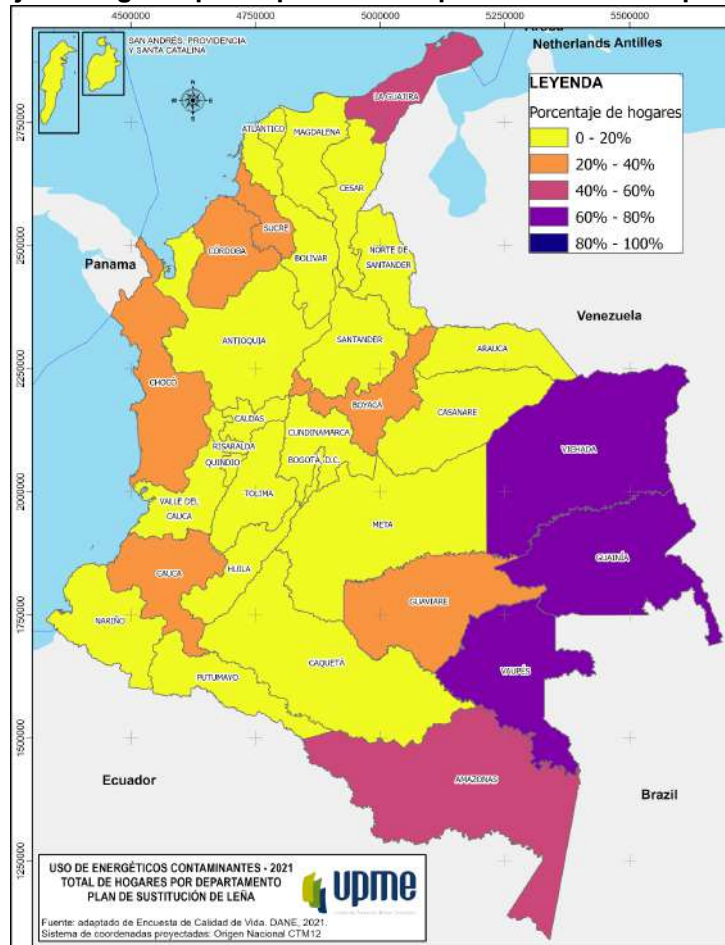 4500000 4750000 5000000 5250000 5500000
SAN ANDRÉS, PROVIDENCIA
Y SANTA CATALINA
Netherlands Antilles
LEYENDA
Porcentaje de hogares
0 - 20%
20% - 40%
40% - 60%
60% - 80%
80% - 100%
2750000
2500000
2250000
2000000
1750000
1500000
1250000
LA GUAJIRA
ATLÁNTICO
MAGDALENA
CESAR
SUCRE
CÓRDOBA
BOLÍVAR
NORTE DE
SANTANDER
Panama
Venezuela
ANTIOQUIA
SANTANDER
ARAUCA
CHOCÓ
BOYACÁ
CASANARE
CALDAS
CUNDINAMARCA
RISARALDA
QUINDIO
BOGOTÁ, D.C.
VICHADA
VALLE DEL
CAUCA
TOLIMA
META
GUAINÍA
CAUCA
HUILA
GUAVIARE
NARIÑO
CAQUETÁ
VAUPÉS
PUTUMAYO
AMAZONAS
Ecuador
Brazil
USO DE ENERGÉTICOS CONTAMINANTES - 2021
TOTAL DE HOGARES POR DEPARTAMENTO
PLAN DE SUSTITUCIÓN DE LEÑA
upme
Fuente: adaptado de Encuesta de Calidad de Vida. DANE, 2021.
Sistema de coordenadas proyectadas: Origen Nacional CTM12